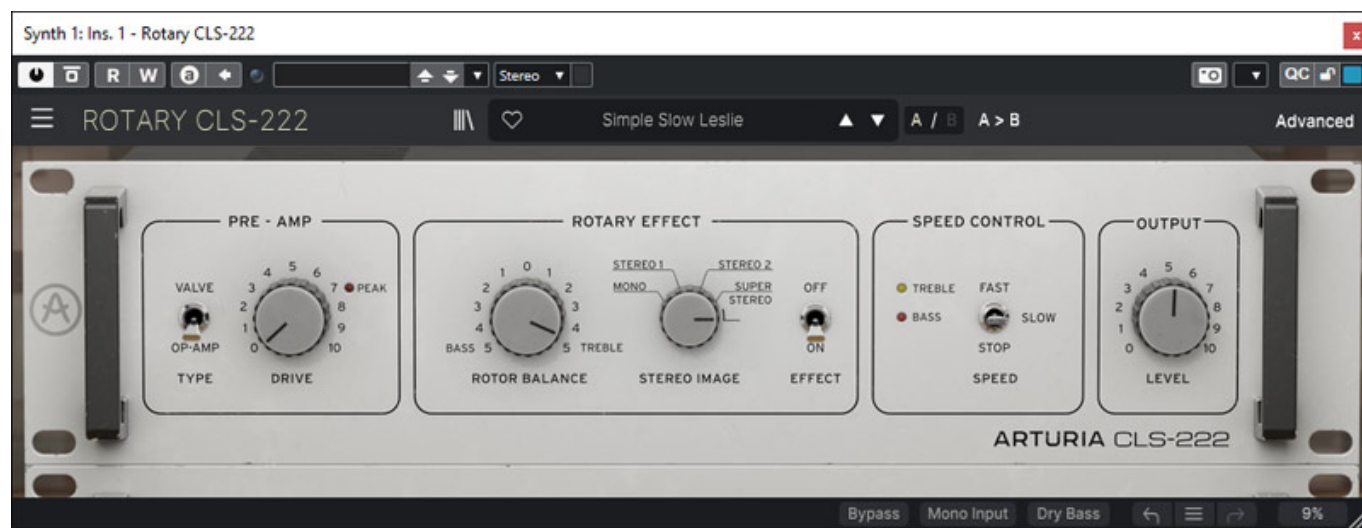 Synth 1: Ins. 1 - Rotary CLS-222
x
R W a Stereo QC
ROTARY CLS-222 Simple Slow Leslie A / B A > B Advanced
PRE - AMP ROTARY EFFECT SPEED CONTROL OUTPUT
VALVE
OP-AMP
TYPE
0 1 2 3 4 5 6 7 8 9 10
PEAK
DRIVE
BASS 5 4 3 2 1 0 1 2 3 4 5 TREBLE
ROTOR BALANCE
STEREO 1 STEREO 2
MONO SUPER
STEREO
STEREO IMAGE
OFF
ON
EFFECT
TREBLE
BASS
FAST
SLOW
STOP
SPEED
0 1 2 3 4 5 6 7 8 9 10
LEVEL
ARTURIA CLS-222
Bypass Mono Input Dry Bass 9%